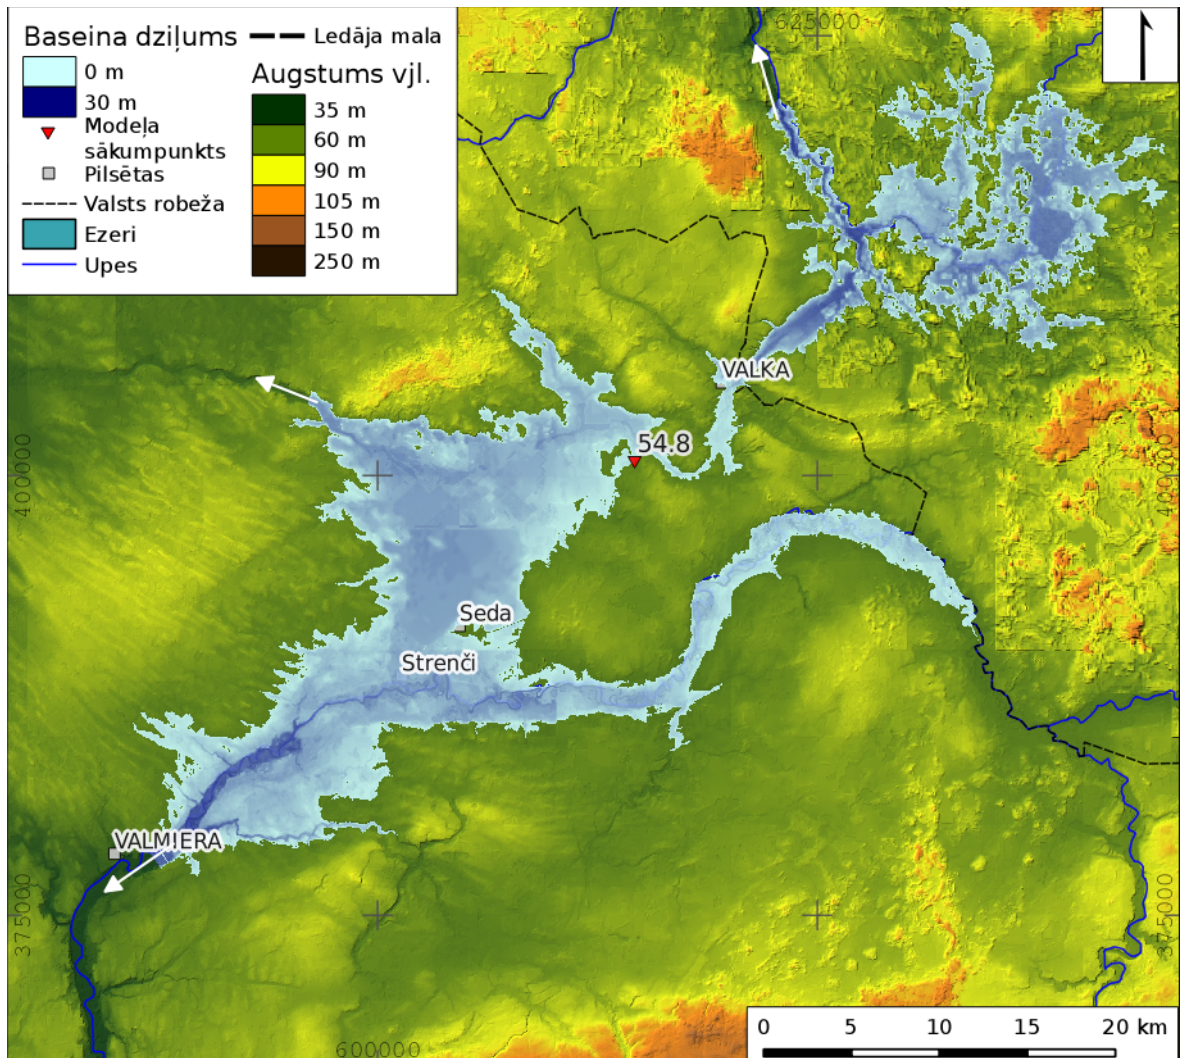 Baseina dziļums
0 m
30 m
Modeļa
sākumpunkts
Pilsētas
Valsts robeža
Ezeri
Upes
Ledāja mala
Augstums vjl.
35 m
60 m
90 m
105 m
150 m
250 m
625000
VALKA
54.8
400000
400000
Seda
Strenči
VALMIERA
375000
375000
600000
0 5 10 15 20 km